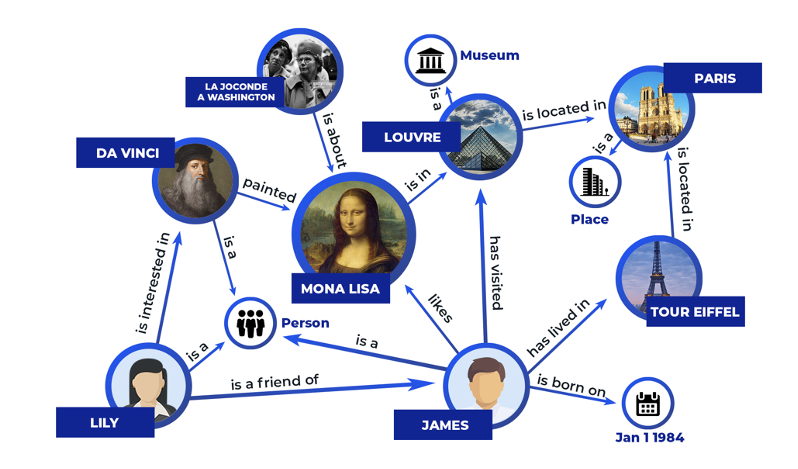 Museum
PARIS
LA JOCONDE
A WASHINGTON
is a
is located in
LOUVRE
is about
is a
DA VINCI
is located in
is in
painted
Place
is a
MONA LISA
has visited
is interested in
TOUR EIFFEL
likes
has lived in
Person
is a
is a
is a friend of
is born on
LILY
JAMES
Jan 1 1984